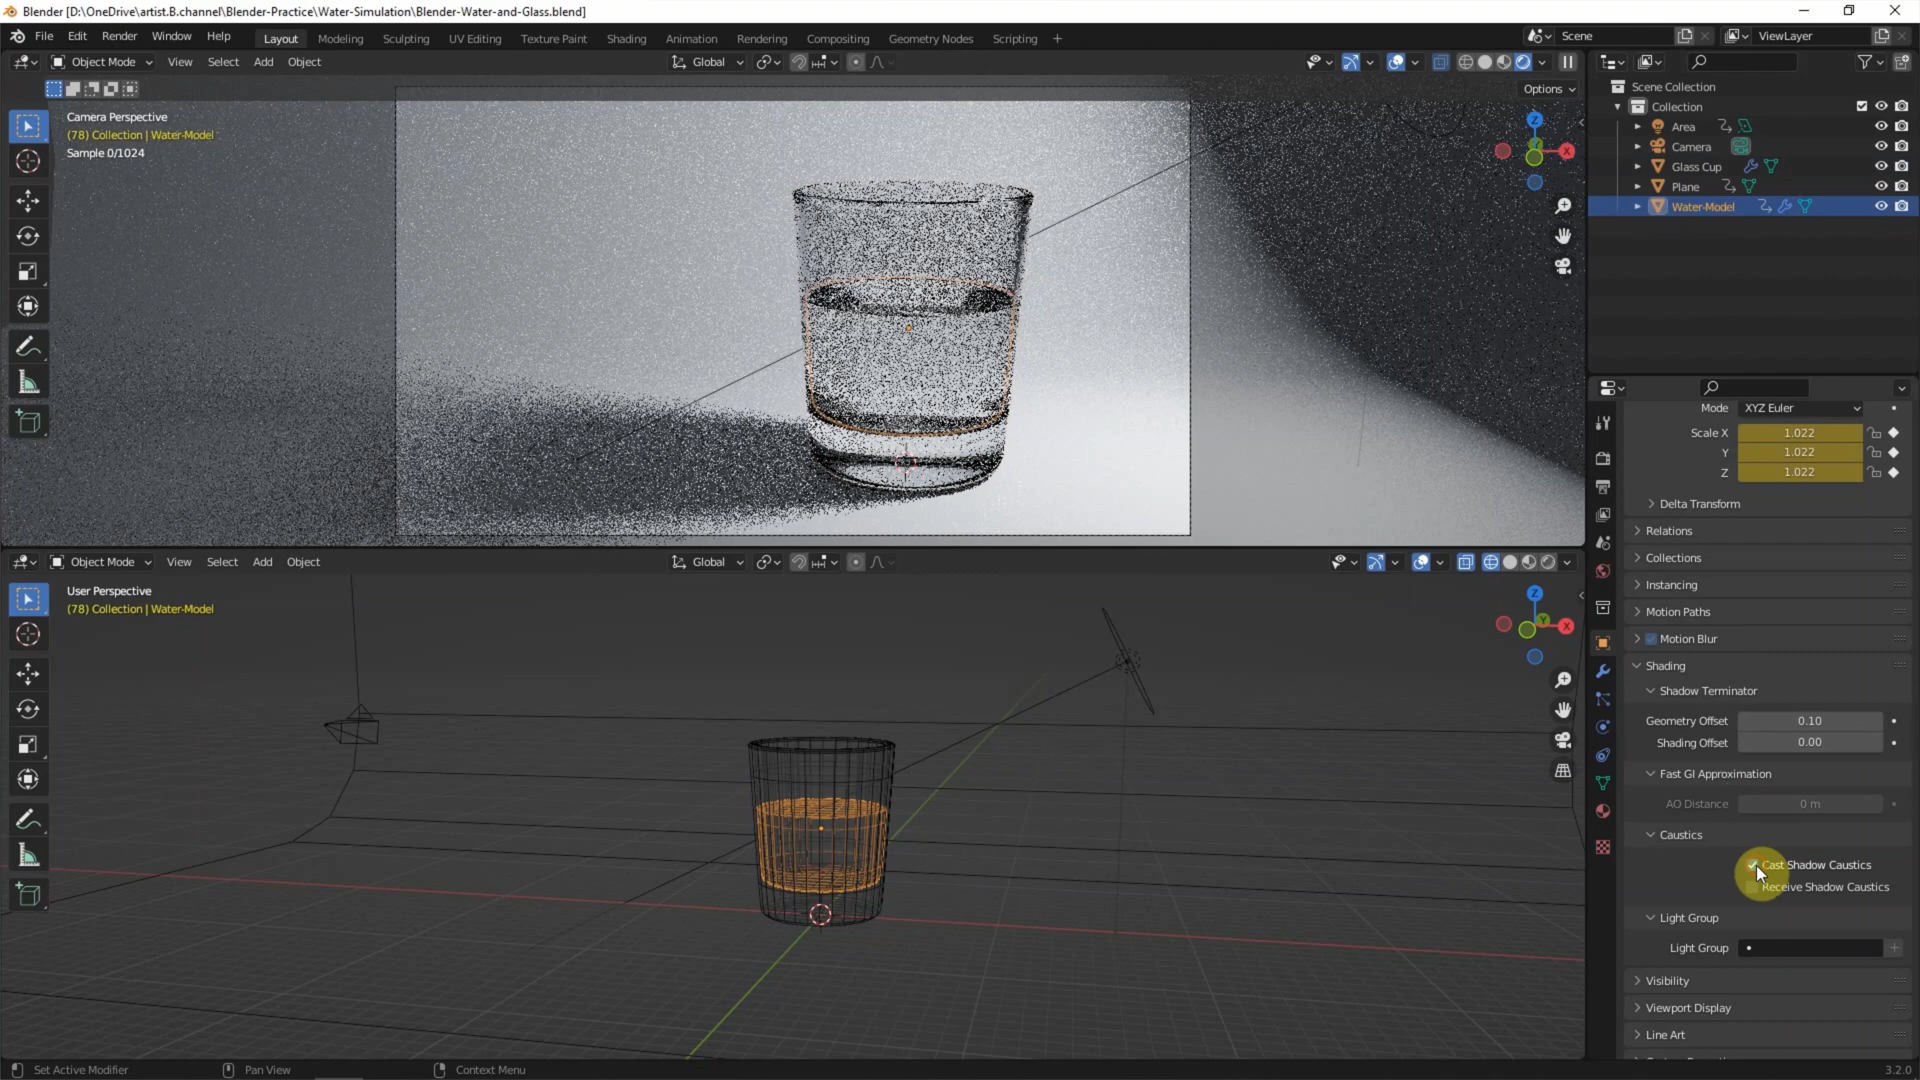 Blender [D:\OneDrive\artist.B.channel\Blender-Practice\Water-Simulation\Blender-Water-and-Glass.blend]
File Edit Render Window Help Layout Modeling Sculpting UV Editing Texture Paint Shading Animation Rendering Compositing Geometry Nodes Scripting + Scene ViewLayer
Object Mode View Select Add Object Global
Options
Camera Perspective
(78) Collection | Water-Model
Sample 0/1024
Z
X
Scene Collection
Collection
Area
Camera
Glass Cup
Plane
Water-Model
Object Mode View Select Add Object Global
User Perspective
(78) Collection | Water-Model
Z
Y
X
Mode XYZ Euler
Scale X 1.022
Y 1.022
Z 1.022
Delta Transform
Relations
Collections
Instancing
Motion Paths
Motion Blur
Shading
Shadow Terminator
Geometry Offset 0.10
Shading Offset 0.00
Fast GI Approximation
AO Distance 0 m
Caustics
Cast Shadow Caustics
Receive Shadow Caustics
Light Group
Light Group
Visibility
Viewport Display
Line Art
Set Active Modifier Pan View Context Menu 3.2.0